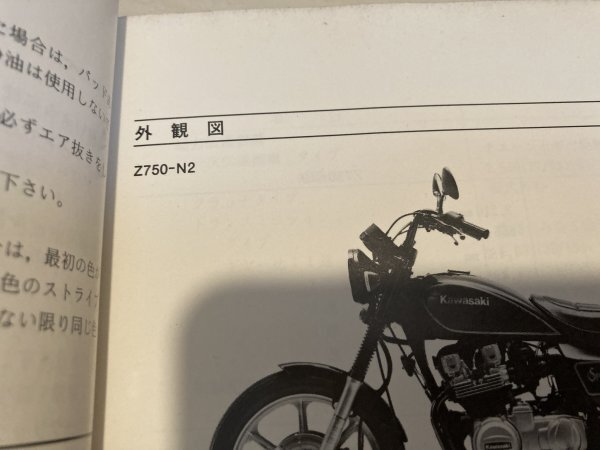 場合は，パッド
油は使用しない
必ずエア抜きを
下さい。
は，最初の色
色のストライ
ない限り同じ
外観図
Z750-N2
Kawasaki